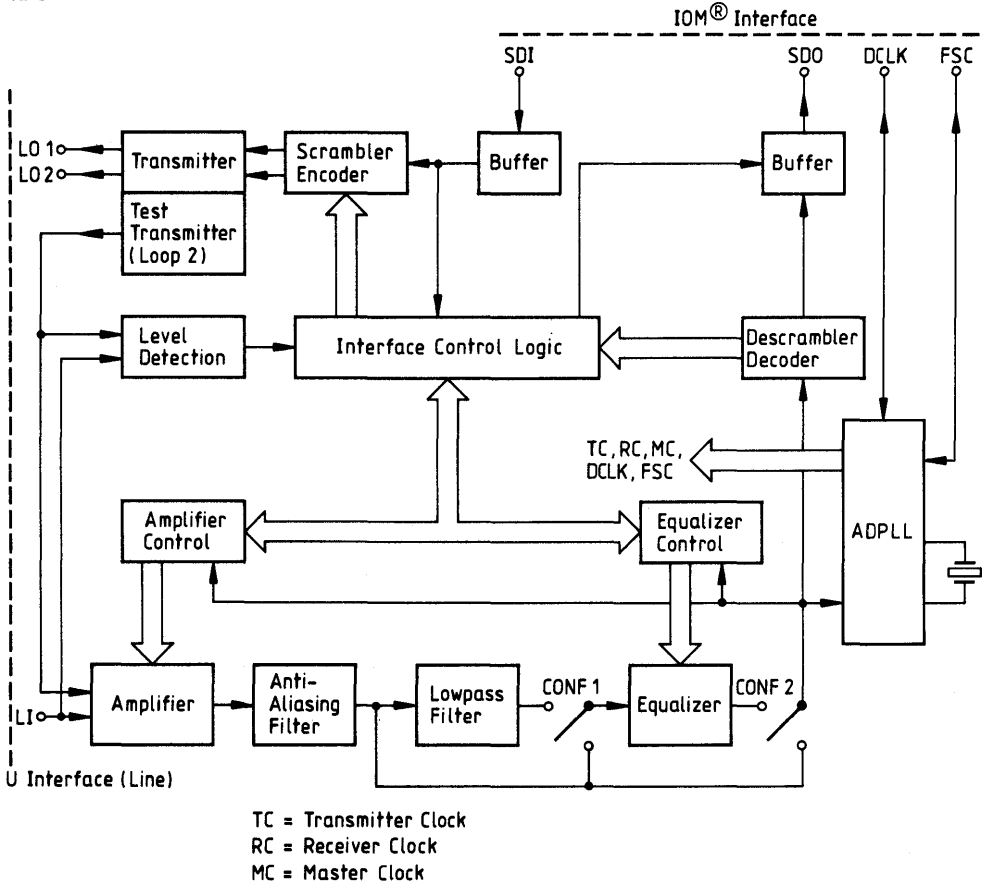 IOM® Interface
SDI
SDO
DCLK
FSC
LO 1
LO 2
Transmitter
Scrambler
Encoder
Buffer
Buffer
Test
Transmitter
(Loop 2)
Level
Detection
Interface Control Logic
Descrambler
Decoder
TC, RC, MC,
DCLK, FSC
ADPLL
Amplifier
Control
Equalizer
Control
LI
Amplifier
Anti-
Aliasing
Filter
Lowpass
Filter
CONF 1
Equalizer
CONF 2
U Interface (Line)
TC = Transmitter Clock
RC = Receiver Clock
MC = Master Clock